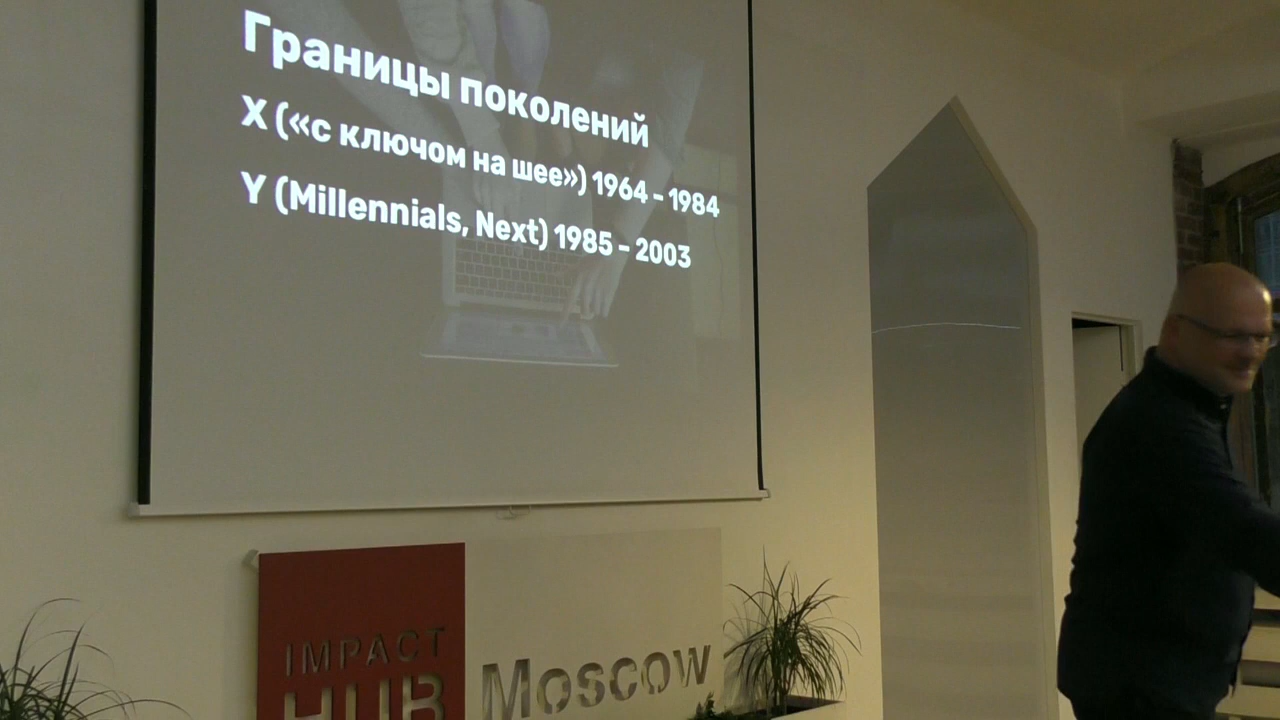 Границы поколений
X («с ключом на шее») 1964 – 1984
Y (Millennials, Next) 1985 – 2003
IMPACT
HUB
Moscow